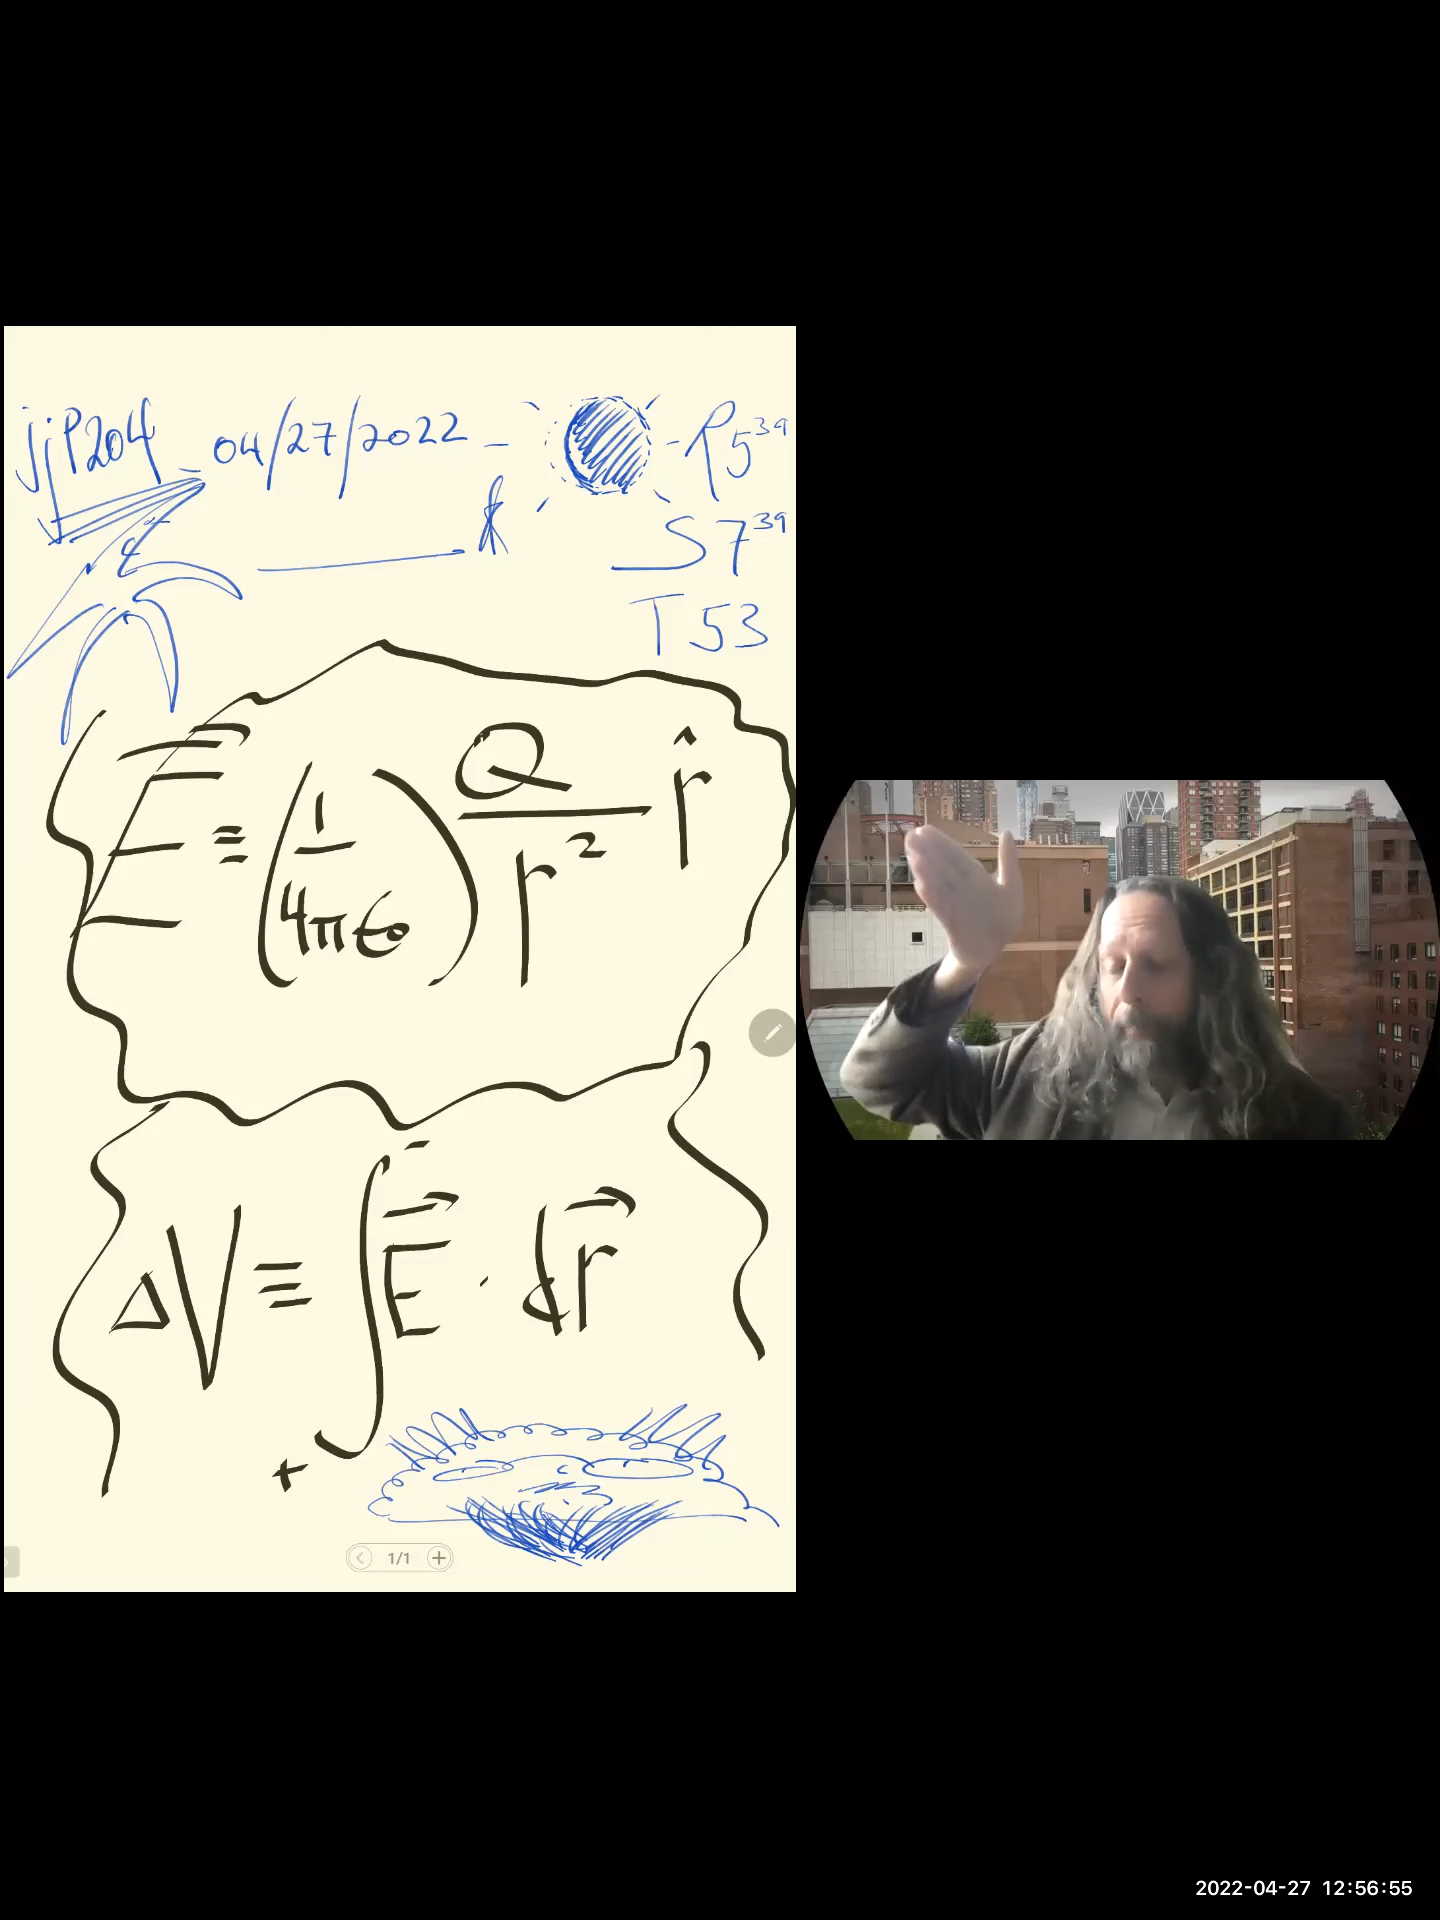 jjP204 04/27/2022 - R5³⁹
S7³⁹
T53
E⃗ = (1/4πε₀) Q/r² r̂
ΔV ≡ ∫₊⁻ E⃗ · dr⃗
1/1
2022-04-27 12:56:55